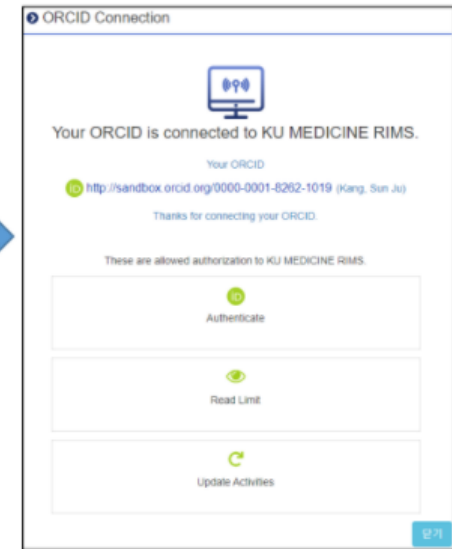 ORCID Connection
Your ORCID is connected to KU MEDICINE RIMS.
Your ORCID
iD http://sandbox.orcid.org/0000-0001-8262-1019 (Kang, Sun Ju)
Thanks for connecting your ORCID.
These are allowed authorization to KU MEDICINE RIMS.
iD
Authenticate
Read Limit
Update Activities
닫기